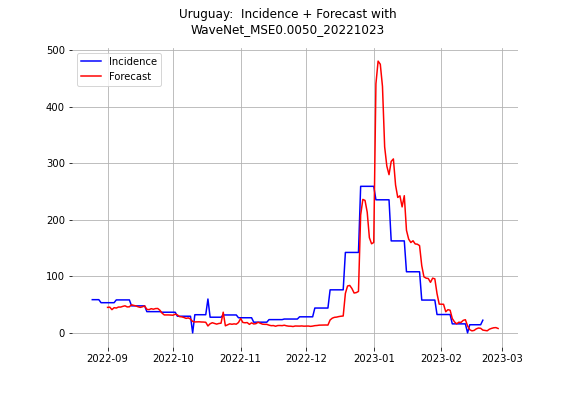 Uruguay:  Incidence + Forecast with
WaveNet_MSE0.0050_20221023
500
400
300
200
100
0
Incidence
Forecast
2022-09 2022-10 2022-11 2022-12 2023-01 2023-02 2023-03